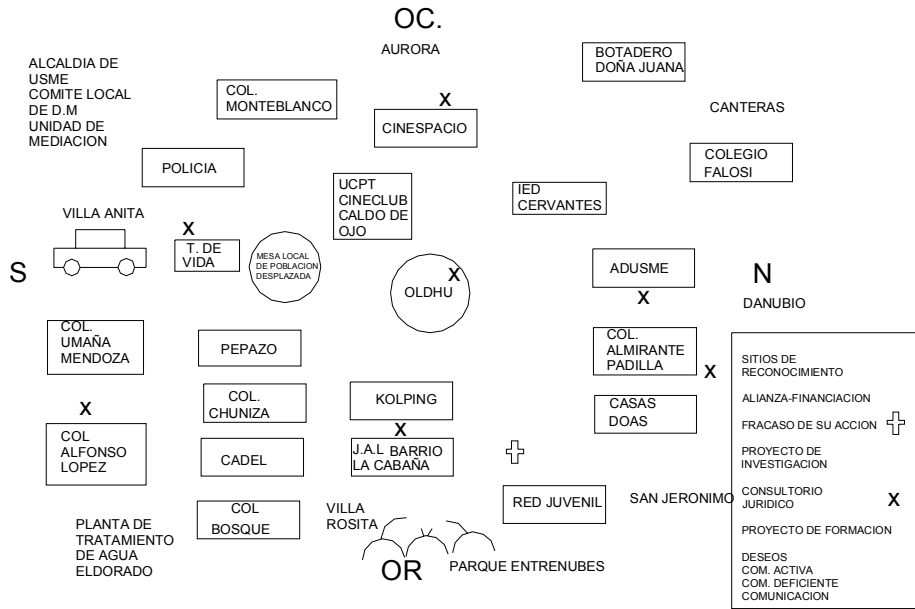 OC.
AURORA
BOTADERO
DOÑA JUANA
ALCALDIA DE
USME
COMITE LOCAL
DE D.M
UNIDAD DE
MEDIACION
COL.
MONTEBLANCO
X
CINESPACIO
CANTERAS
POLICIA
COLEGIO
FALOSI
UCPT
CINECLUB
CALDO DE
OJO
IED
CERVANTES
VILLA ANITA
X
T. DE
VIDA
MESA LOCAL
DE POBLACION
DESPLAZADA
S
OLDHU
X
ADUSME
X
N
DANUBIO
COL.
UMAÑA
MENDOZA
PEPAZO
COL.
ALMIRANTE
PADILLA
X
COL.
CHUNIZA
KOLPING
X
CASAS
DOAS
X
COL
ALFONSO
LOPEZ
CADEL
J.A.L BARRIO
LA CABAÑA
COL
BOSQUE
VILLA
ROSITA
RED JUVENIL
SAN JERONIMO
PLANTA DE
TRATAMIENTO
DE AGUA
ELDORADO
OR
PARQUE ENTRENUBES
SITIOS DE
RECONOCIMIENTO
ALIANZA-FINANCIACION
FRACASO DE SU ACCION
PROYECTO DE
INVESTIGACION
CONSULTORIO
JURIDICO X
PROYECTO DE FORMACION
DESEOS
COM. ACTIVA
COM. DEFICIENTE
COMUNICACION